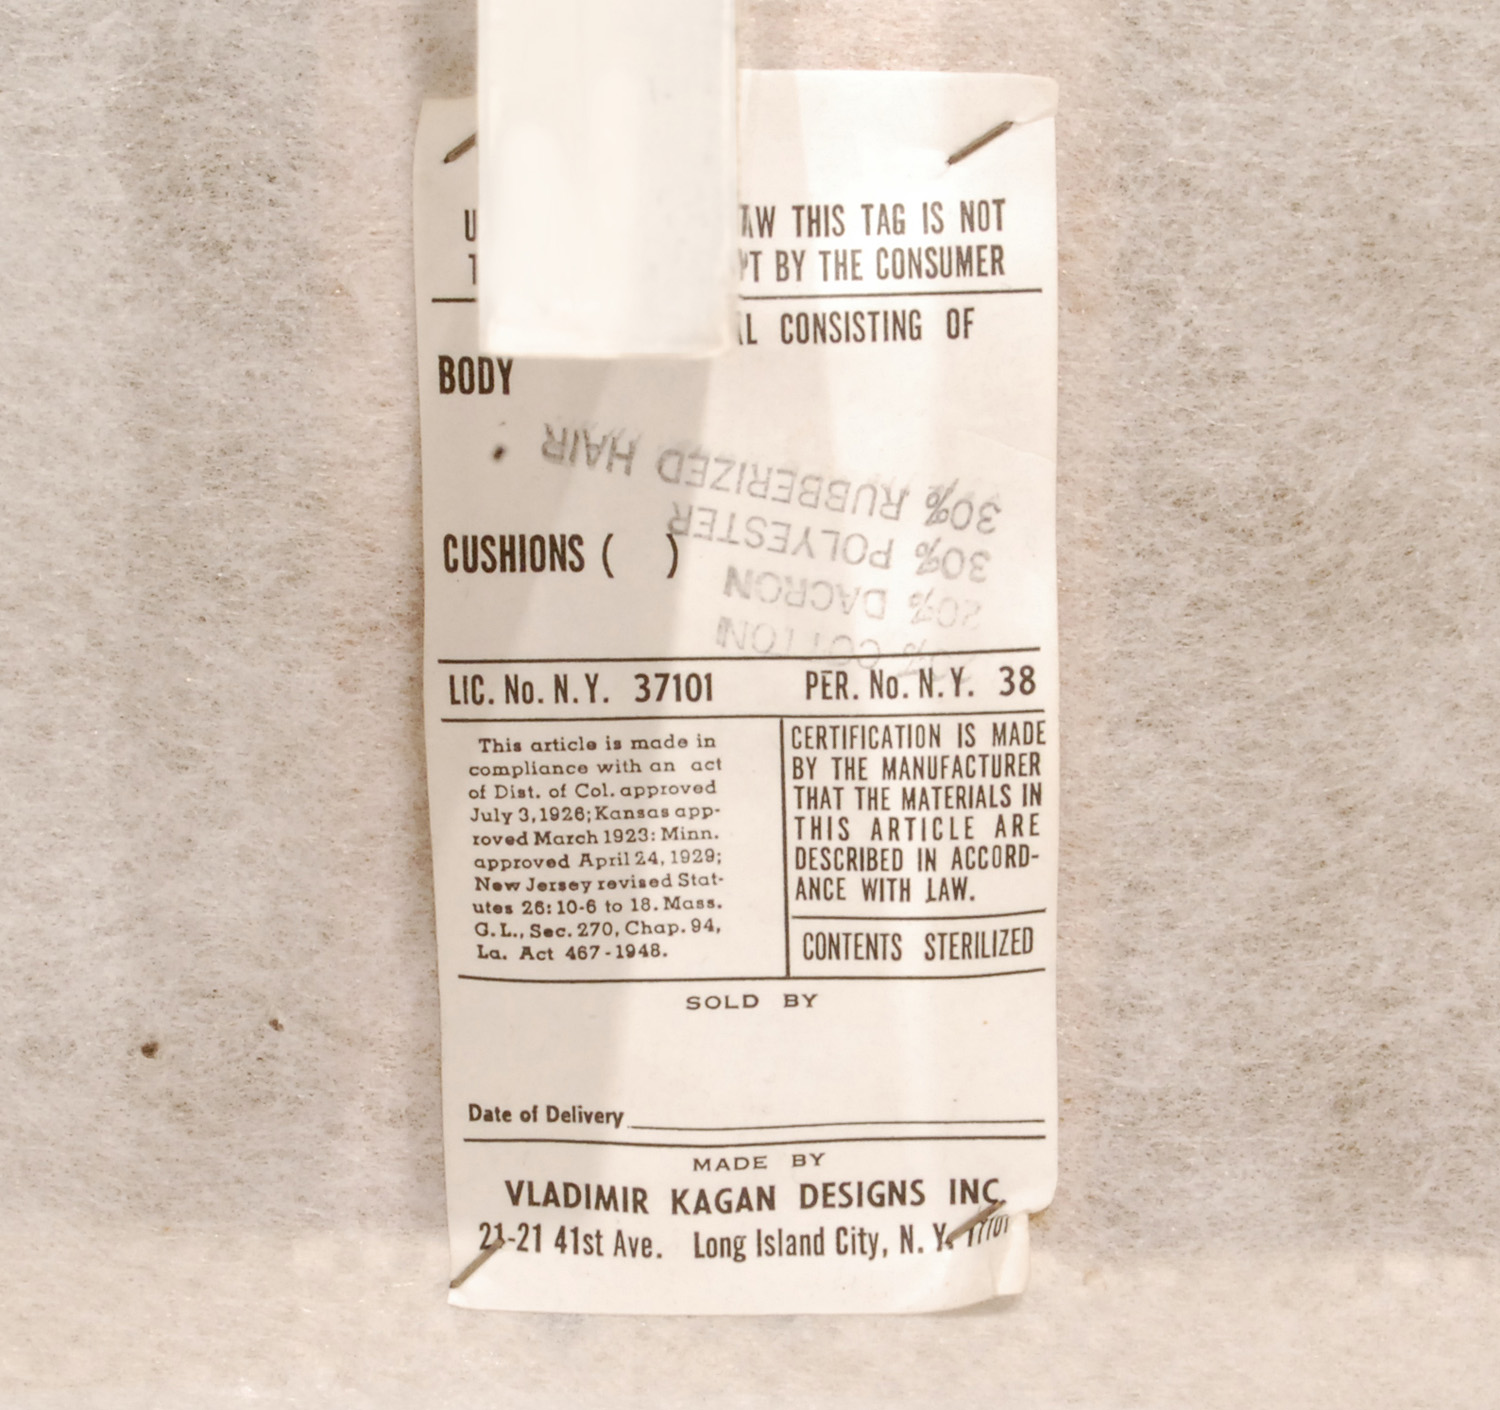 THIS TAG IS NOT
BY THE CONSUMER
CONSISTING OF
BODY
30% RUBBERIZED HAIR
30% POLYESTER
20% DACRON
COTTON
CUSHIONS ( )
LIC. No. N.Y. 37101 PER. No. N.Y. 38
This article is made in
compliance with an act
of Dist. of Col. approved
July 3, 1926; Kansas app-
roved March 1923: Minn.
approved April 24, 1929;
New Jersey revised Stat-
utes 26: 10-6 to 18. Mass.
G.L., Sec. 270, Chap. 94,
La. Act 467-1948.
CERTIFICATION IS MADE
BY THE MANUFACTURER
THAT THE MATERIALS IN
THIS ARTICLE ARE
DESCRIBED IN ACCORD-
ANCE WITH LAW.
CONTENTS STERILIZED
SOLD BY
Date of Delivery
MADE BY
VLADIMIR KAGAN DESIGNS INC.
21-21 41st Ave. Long Island City, N. Y.